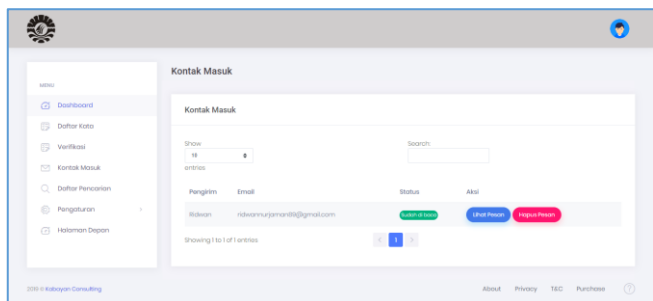 Kontak Masuk
MENU
Dashboard
Daftar Kata
Verifikasi
Kontak Masuk
Daftar Pencarian
Pengaturan
Halaman Depan
Kontak Masuk
Show
10
entries
Search:
Pengirim Email Status Aksi
Ridwan ridwannurjaman88@gmail.com Sudah di baca Lihat Pesan Hapus Pesan
Showing 1 to 1 of 1 entries
1
2019 © Kabayan Consulting
About Privacy T&C Purchase